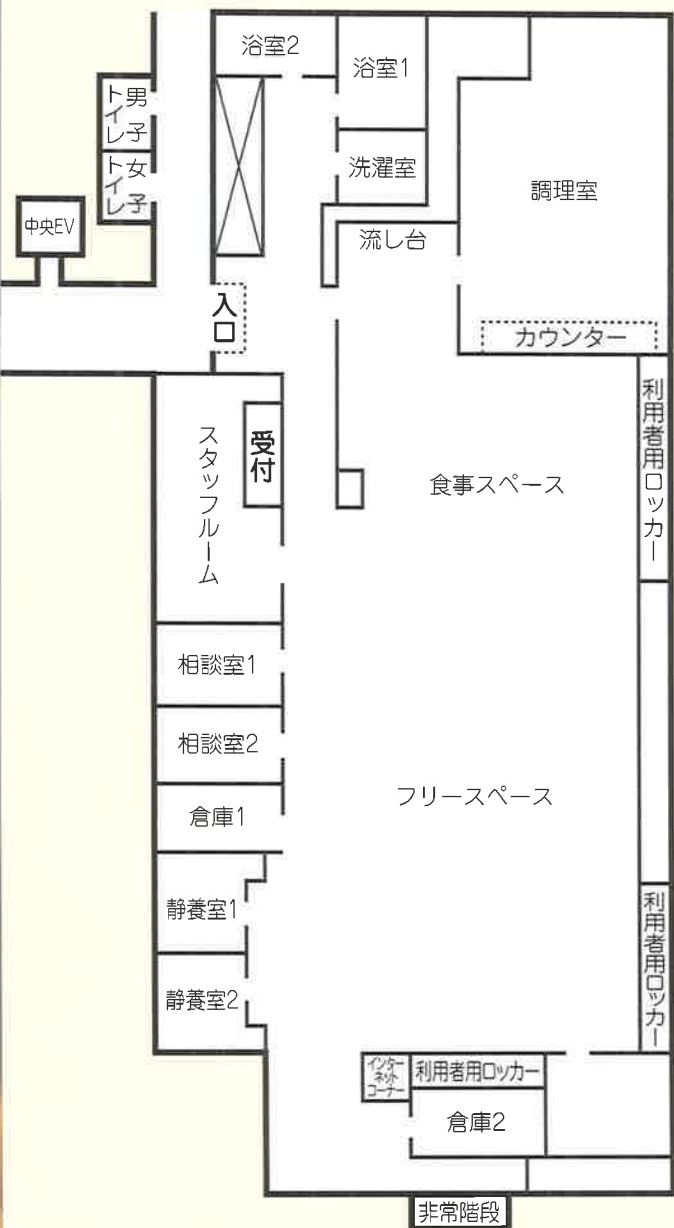 浴室2
浴室1
男子
トイレ
女子
トイレ
洗濯室
調理室
中央EV
流し台
入口
カウンター
利用者用ロッカー
受付
スタッフルーム
食事スペース
相談室1
相談室2
フリースペース
倉庫1
静養室1
利用者用ロッカー
静養室2
インター
ネット
コーナー
利用者用ロッカー
倉庫2
非常階段